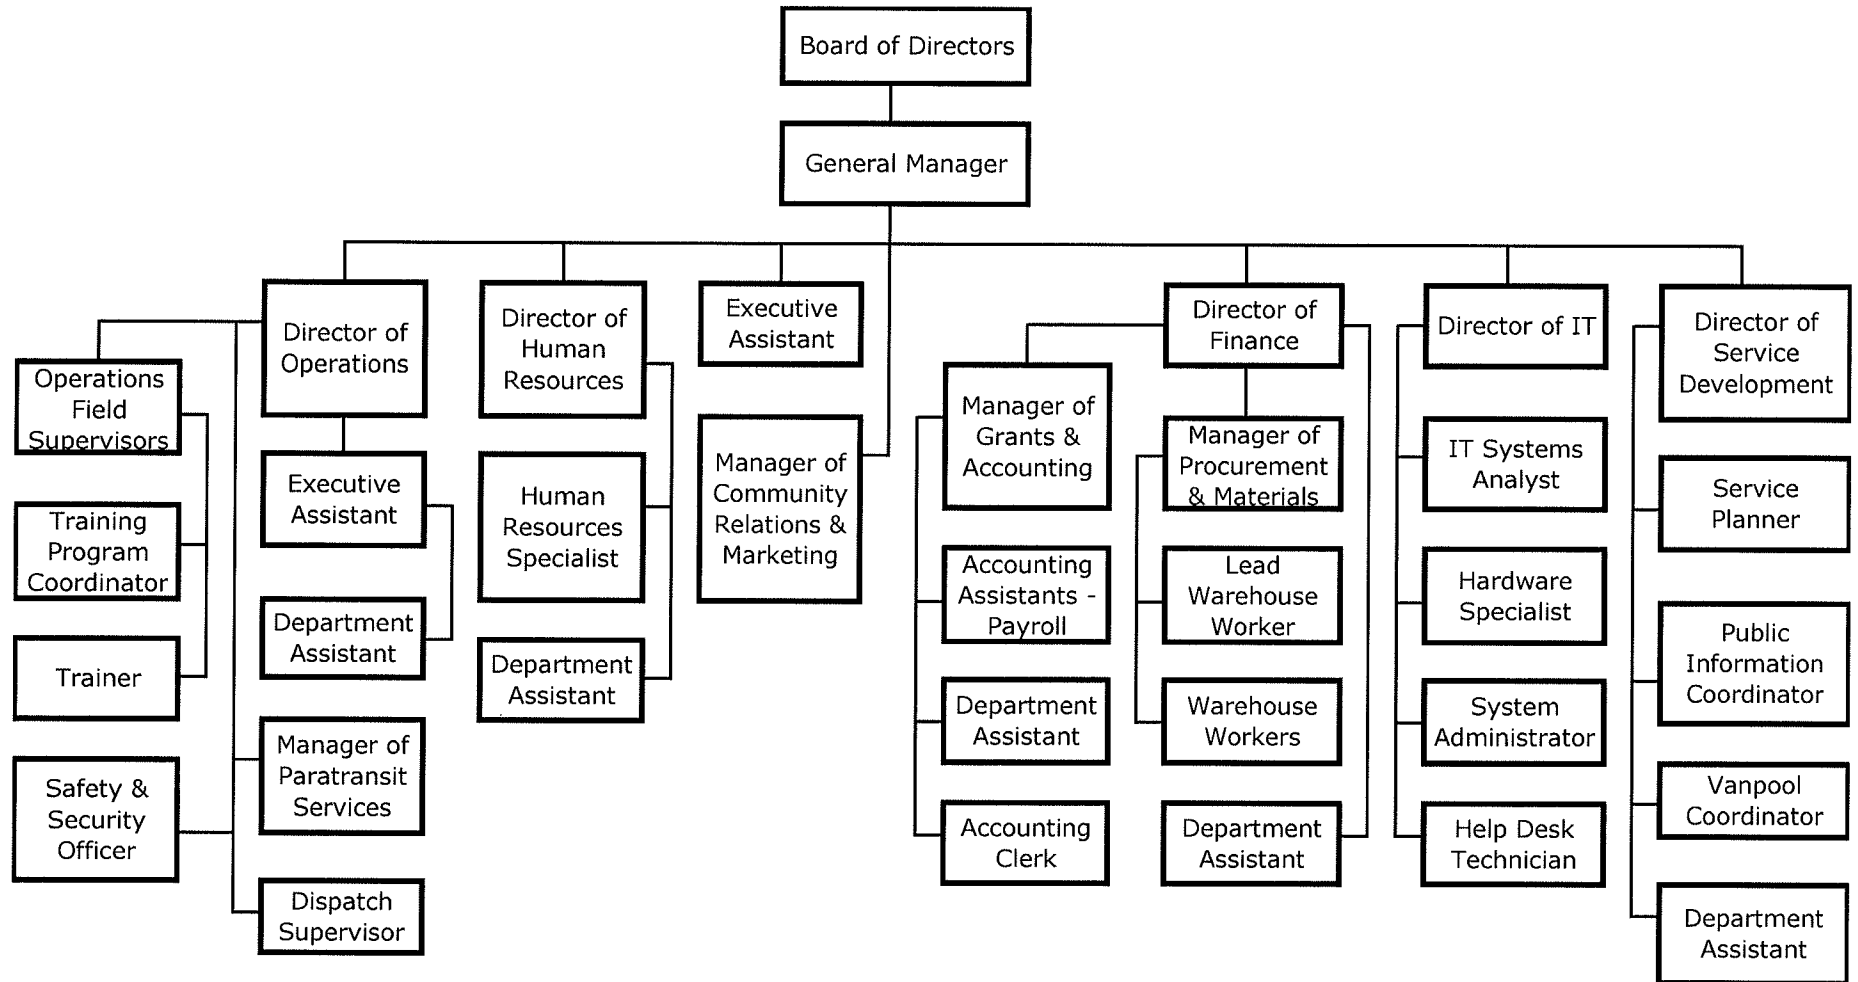 Board of Directors
General Manager
Director of
Operations
Operations
Field
Supervisors
Training
Program
Coordinator
Trainer
Safety &
Security
Officer
Executive
Assistant
Department
Assistant
Manager of
Paratransit
Services
Dispatch
Supervisor
Director of
Human
Resources
Human
Resources
Specialist
Department
Assistant
Executive
Assistant
Manager of
Community
Relations &
Marketing
Director of
Finance
Manager of
Grants &
Accounting
Accounting
Assistants -
Payroll
Department
Assistant
Accounting
Clerk
Manager of
Procurement
& Materials
Lead
Warehouse
Worker
Warehouse
Workers
Department
Assistant
Director of IT
IT Systems
Analyst
Hardware
Specialist
System
Administrator
Help Desk
Technician
Director of
Service
Development
Service
Planner
Public
Information
Coordinator
Vanpool
Coordinator
Department
Assistant